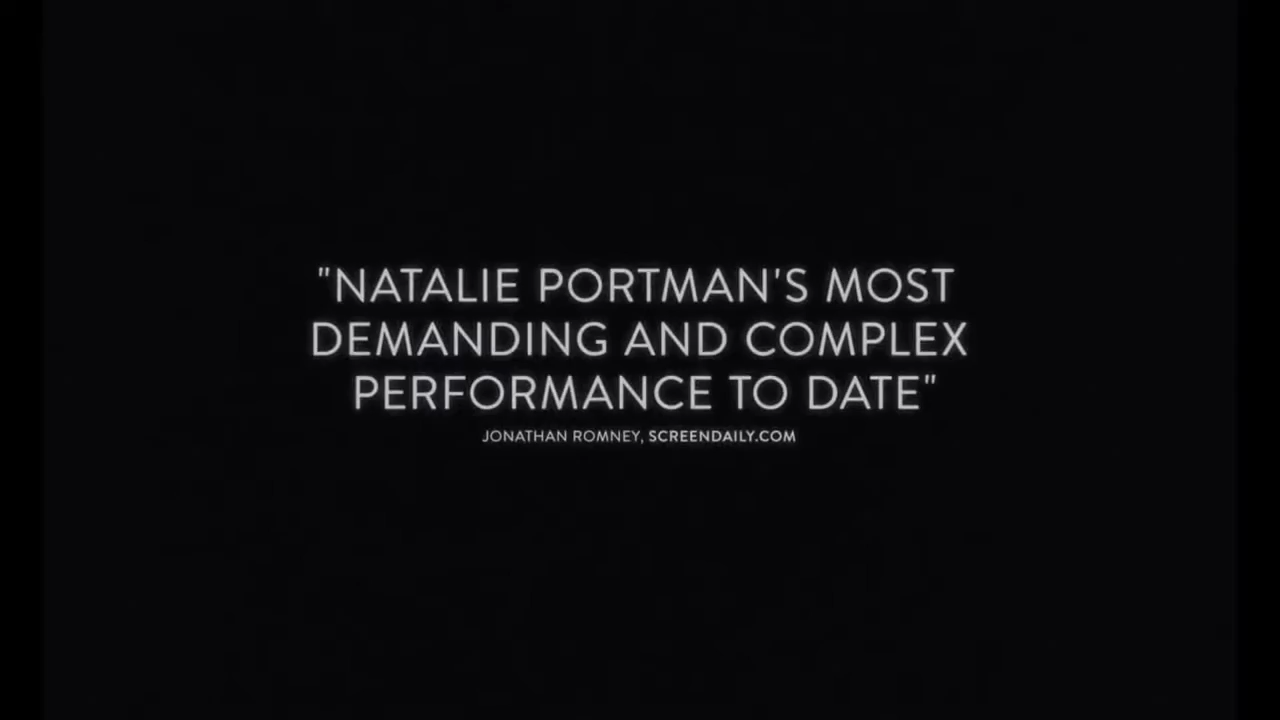 "NATALIE PORTMAN'S MOST
DEMANDING AND COMPLEX
PERFORMANCE TO DATE"
JONATHAN ROMNEY, SCREENDAILY.COM